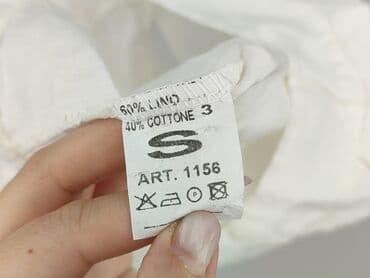 60% LINO
40% COTTONE 3
S
ART. 1156